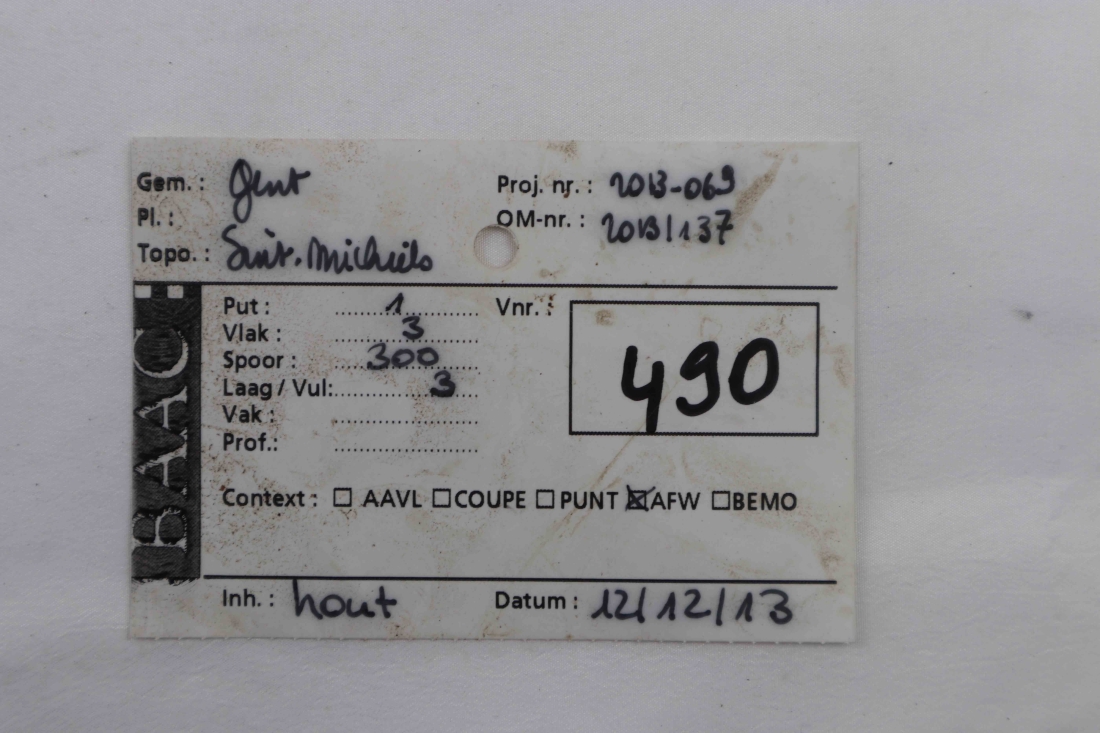 Gem. : Gent Proj. nr. : 2013-069
Pl. : OM-nr. : 2013/137
Topo. : Sint-Michiels
BAAC
Put : 1 Vnr. : 490
Vlak : 3
Spoor : 300
Laag / Vul: 3
Vak :
Prof.:
Context : ☐ AAVL ☐ COUPE ☐ PUNT ☒ AFW ☐ BEMO
Inh. : hout Datum : 12/12/13